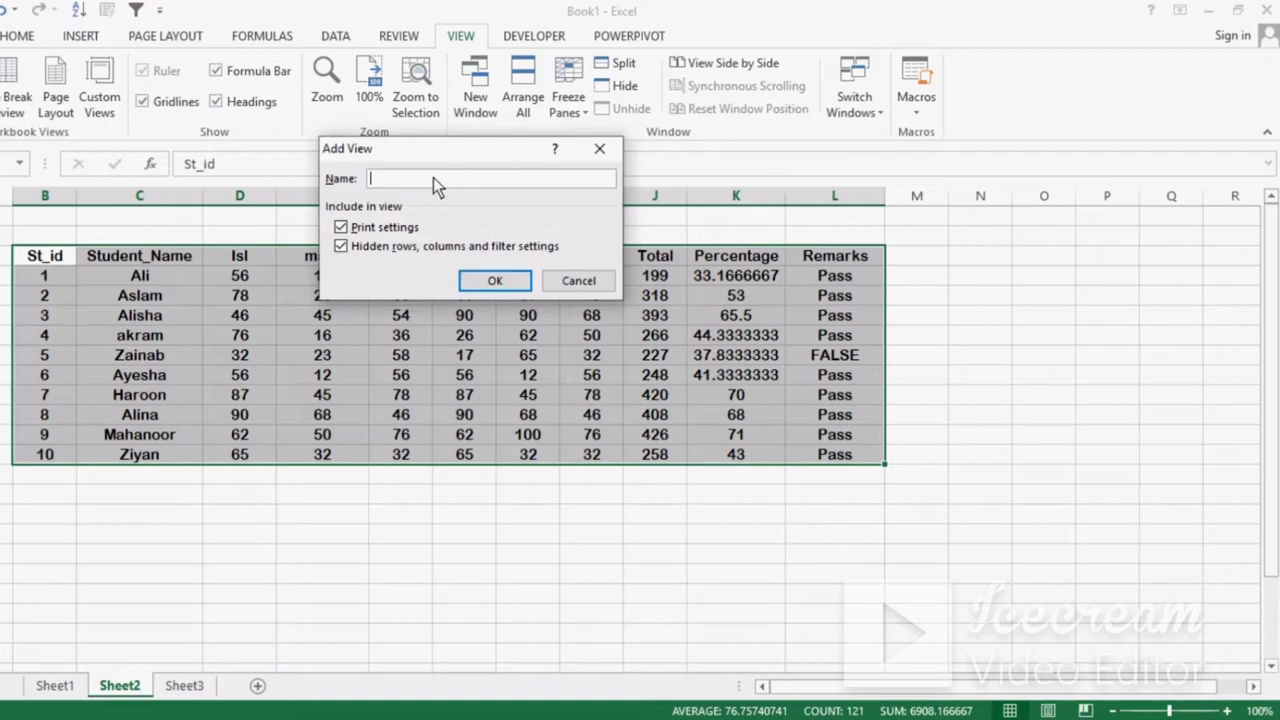 Book1 - Excel
HOME INSERT PAGE LAYOUT FORMULAS DATA REVIEW VIEW DEVELOPER POWERPIVOT Sign in
Ruler Formula Bar Split View Side by Side
Break Page Custom Zoom 100% Zoom to New Arrange Freeze Hide Synchronous Scrolling Switch Macros
Layout Views Gridlines Headings Selection Window All Panes Unhide Reset Window Position Windows
Show Zoom Window Macros
Add View
fx St_id
Name:
B C D J K L M N O P Q R
Include in view
Print settings
Hidden rows, columns and filter settings
OK Cancel
St_id Student_Name Isl Total Percentage Remarks
1 Ali 56 199 33.1666667 Pass
2 Aslam 78 318 53 Pass
3 Alisha 46 45 54 90 90 68 393 65.5 Pass
4 akram 76 16 36 26 62 50 266 44.3333333 Pass
5 Zainab 32 23 58 17 65 32 227 37.8333333 FALSE
6 Ayesha 56 12 56 56 12 56 248 41.3333333 Pass
7 Haroon 87 45 78 87 45 78 420 70 Pass
8 Alina 90 68 46 90 68 46 408 68 Pass
9 Mahanoor 62 50 76 62 100 76 426 71 Pass
10 Ziyan 65 32 32 65 32 32 258 43 Pass
Icecream
Video Editor
Sheet1 Sheet2 Sheet3
AVERAGE: 76.75740741 COUNT: 121 SUM: 6908.166667 100%